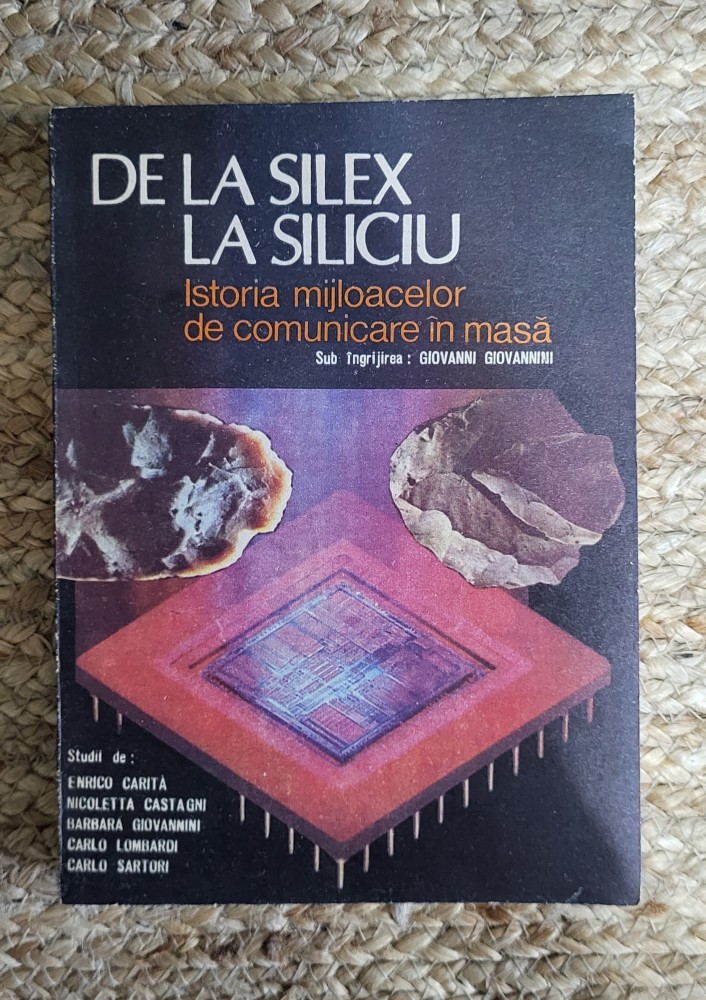 DE LA SILEX
LA SILICIU
Istoria mijloacelor
de comunicare în masă
Sub îngrijirea: GIOVANNI GIOVANNINI
Studii de:
ENRICO CARITÀ
NICOLETTA CASTAGNI
BARBARA GIOVANNINI
CARLO LOMBARDI
CARLO SARTORI